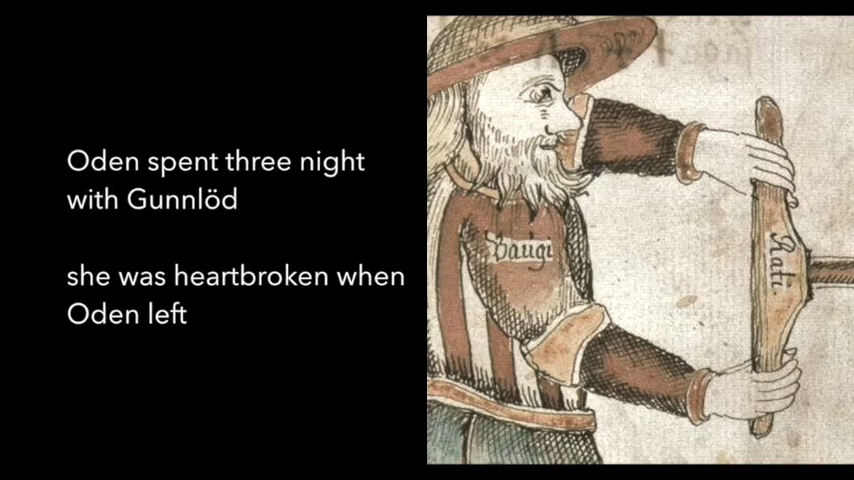 Oden spent three night
with Gunnlöd
she was heartbroken when
Oden left
Baugi
Rati.